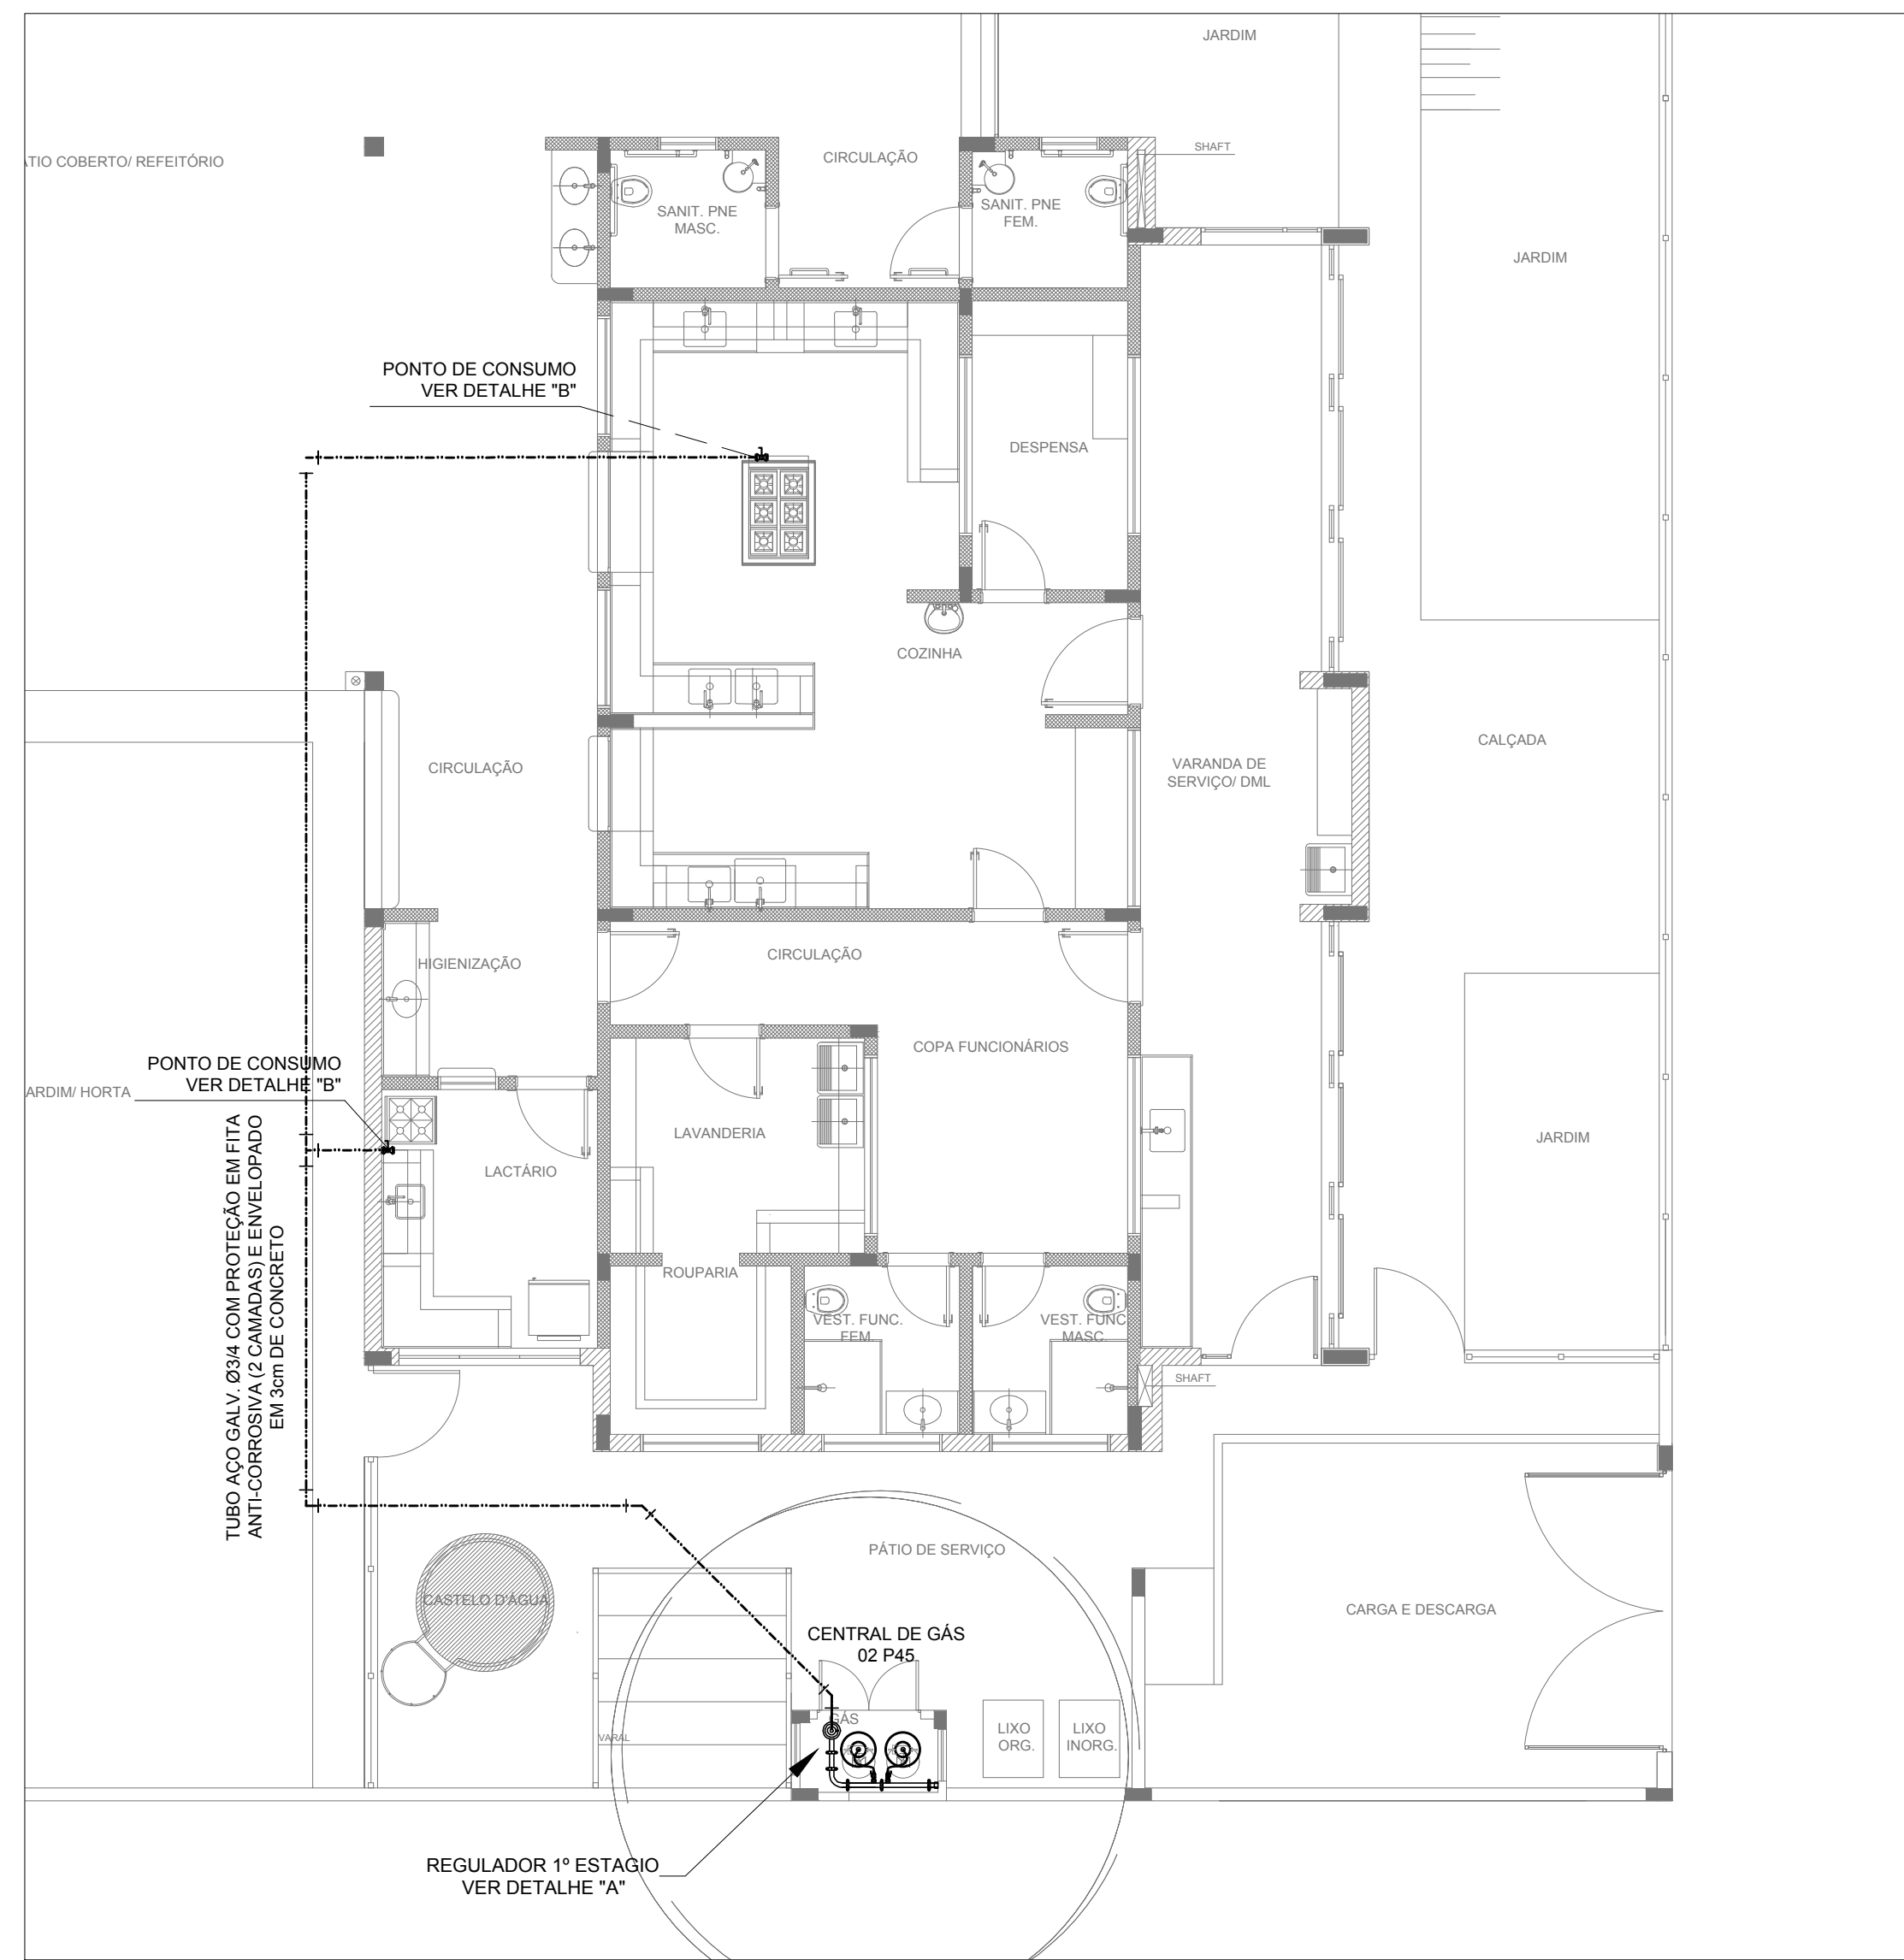 JARDIM
TIO COBERTO/ REFEITÓRIO
CIRCULAÇÃO
SHAFT
SANIT. PNE
MASC.
SANIT. PNE
FEM.
JARDIM
PONTO DE CONSUMO
VER DETALHE "B"
DESPENSA
COZINHA
CIRCULAÇÃO
VARANDA DE
SERVIÇO/ DML
CALÇADA
HIGIENIZAÇÃO
CIRCULAÇÃO
COPA FUNCIONÁRIOS
PONTO DE CONSUMO
VER DETALHE "B"
ARDIM/ HORTA
LAVANDERIA
JARDIM
LACTÁRIO
TUBO AÇO GALV. Ø3/4 COM PROTEÇÃO EM FITA
ANTI-CORROSIVA (2 CAMADAS) E ENVELOPADO
EM 3cm DE CONCRETO
ROUPARIA
VEST. FUNC.
FEM.
VEST. FUNC
MASC.
SHAFT
PÁTIO DE SERVIÇO
CASTELO D'ÁGUA
CARGA E DESCARGA
CENTRAL DE GÁS
02 P45
GÁS
VARAL
LIXO
ORG.
LIXO
INORG.
REGULADOR 1º ESTAGIO
VER DETALHE "A"